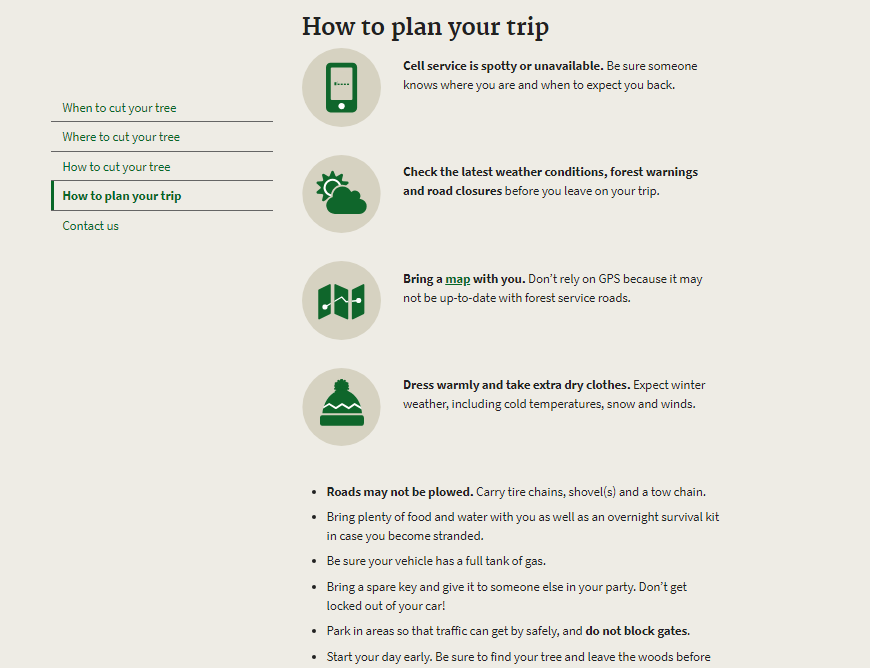 How to plan your trip
When to cut your tree
Where to cut your tree
How to cut your tree
How to plan your trip
Contact us
Cell service is spotty or unavailable. Be sure someone
knows where you are and when to expect you back.
Check the latest weather conditions, forest warnings
and road closures before you leave on your trip.
Bring a map with you. Don’t rely on GPS because it may
not be up-to-date with forest service roads.
Dress warmly and take extra dry clothes. Expect winter
weather, including cold temperatures, snow and winds.
• Roads may not be plowed. Carry tire chains, shovel(s) and a tow chain.
• Bring plenty of food and water with you as well as an overnight survival kit
in case you become stranded.
• Be sure your vehicle has a full tank of gas.
• Bring a spare key and give it to someone else in your party. Don’t get
locked out of your car!
• Park in areas so that traffic can get by safely, and do not block gates.
• Start your day early. Be sure to find your tree and leave the woods before